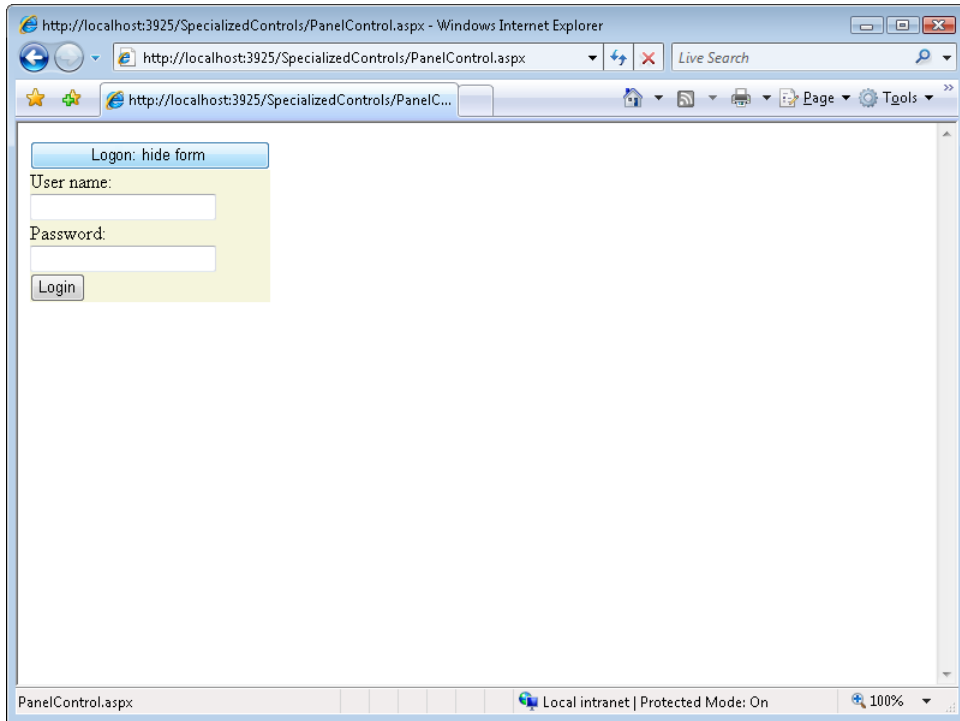 http://localhost:3925/SpecializedControls/PanelControl.aspx - Windows Internet Explorer
http://localhost:3925/SpecializedControls/PanelControl.aspx
Live Search
http://localhost:3925/SpecializedControls/PanelC...
Page
Tools
Logon: hide form
User name:
Password:
Login
PanelControl.aspx
Local intranet | Protected Mode: On
100%